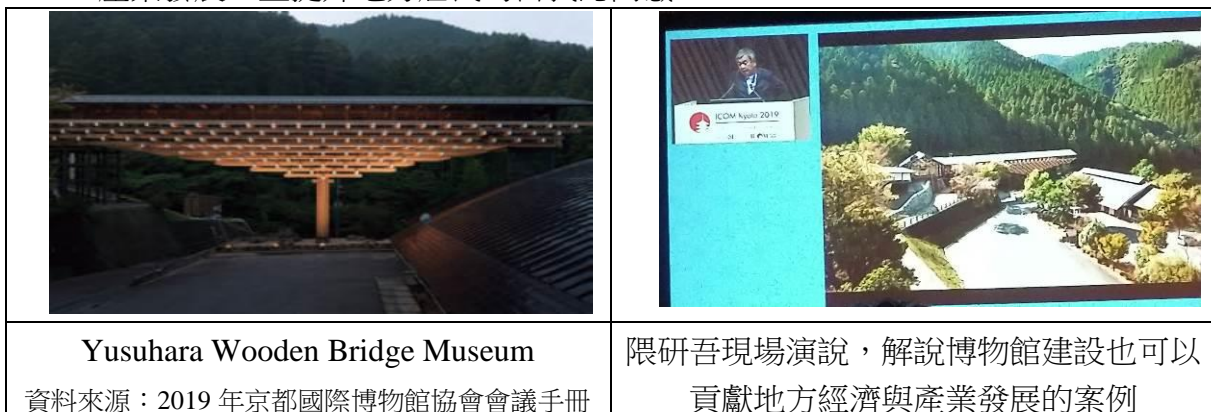 ICOM Kyoto 2019
Yusuhara Wooden Bridge Museum
資料來源：2019 年京都國際博物館協會會議手冊
隈研吾現場演說，解說博物館建設也可以
貢獻地方經濟與產業發展的案例